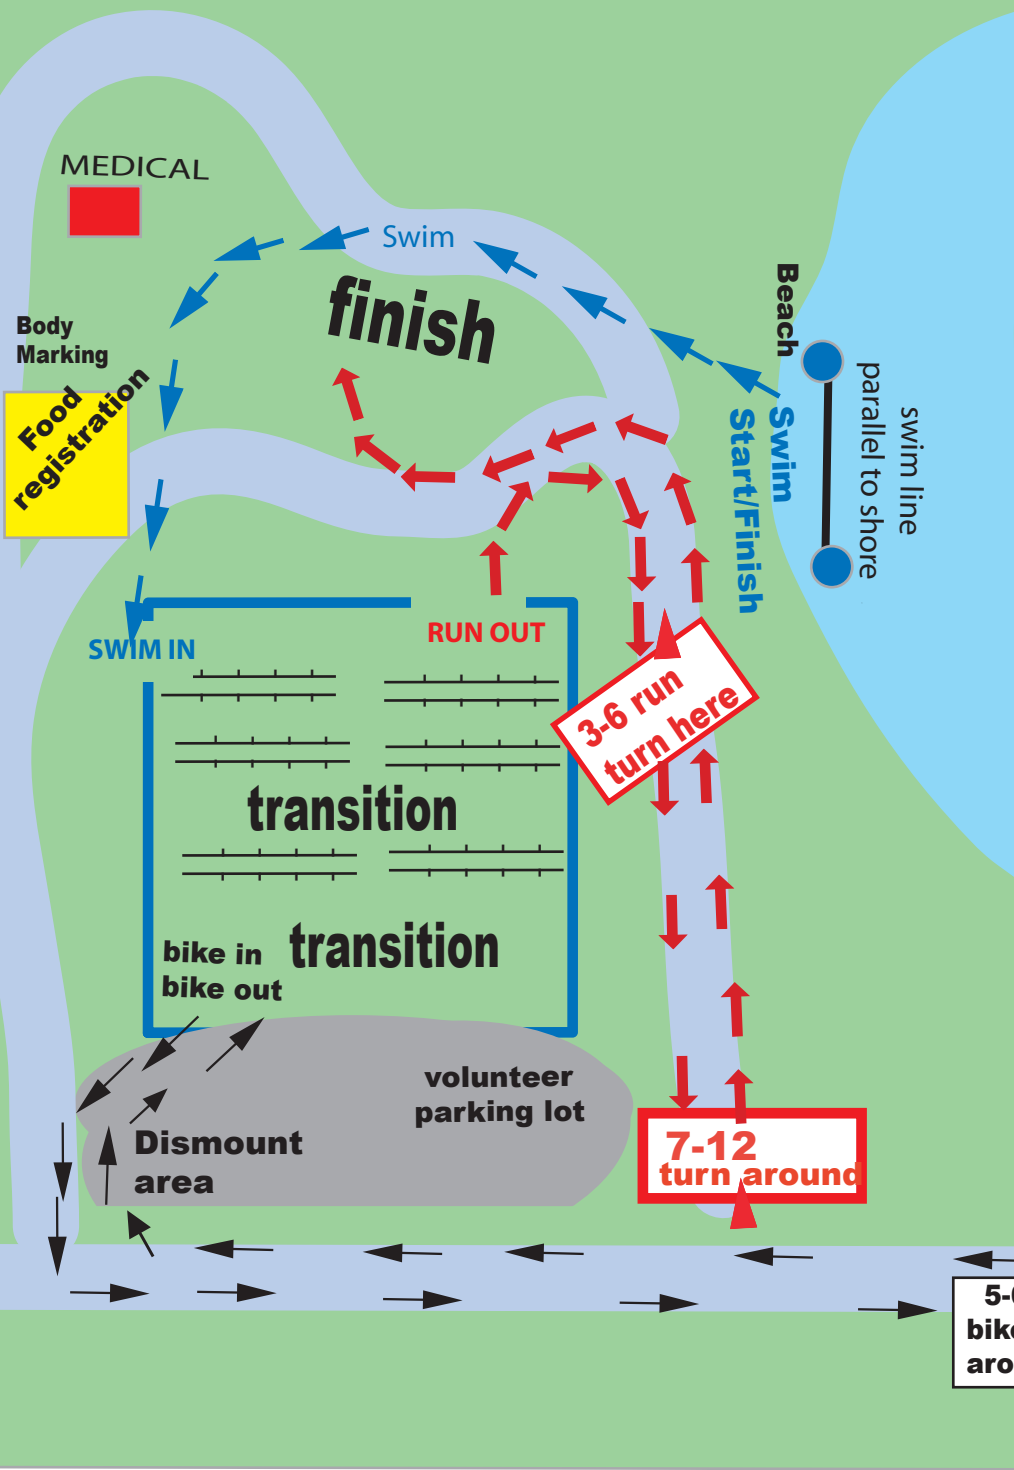 MEDICAL
Swim
finish
Beach
Body
Marking
Food
registration
swim line
parallel to shore
Swim
Start/Finish
SWIM IN
RUN OUT
3-6 run
turn here
transition
transition
bike in
bike out
volunteer
parking lot
Dismount
area
7-12
turn around
5-